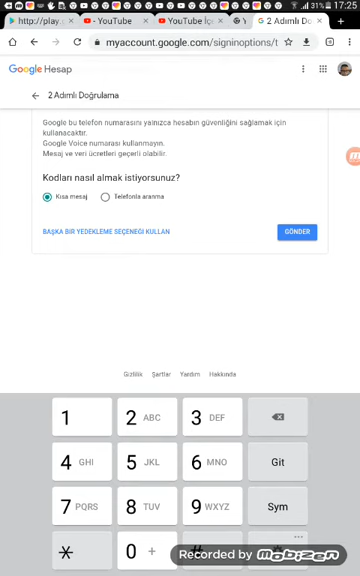 31% 17:25
http://play.g
YouTube
YouTube İç
Y
2 Adımlı Do
myaccount.google.com/signinoptions/t
Google Hesap
2 Adımlı Doğrulama
Google bu telefon numarasını yalnızca hesabın güvenliğini sağlamak için
kullanacaktır.
Google Voice numarası kullanmayın.
Mesaj ve veri ücretleri geçerli olabilir.
Kodları nasıl almak istiyorsunuz?
Kısa mesaj
Telefonla aranma
BAŞKA BİR YEDEKLEME SEÇENEĞİ KULLAN
GÖNDER
Gizlilik Şartlar Yardım Hakkında
1 2 ABC 3 DEF
4 GHI 5 JKL 6 MNO Git
7 PQRS 8 TUV 9 WXYZ Sym
* 0 + #
Recorded by mobizen